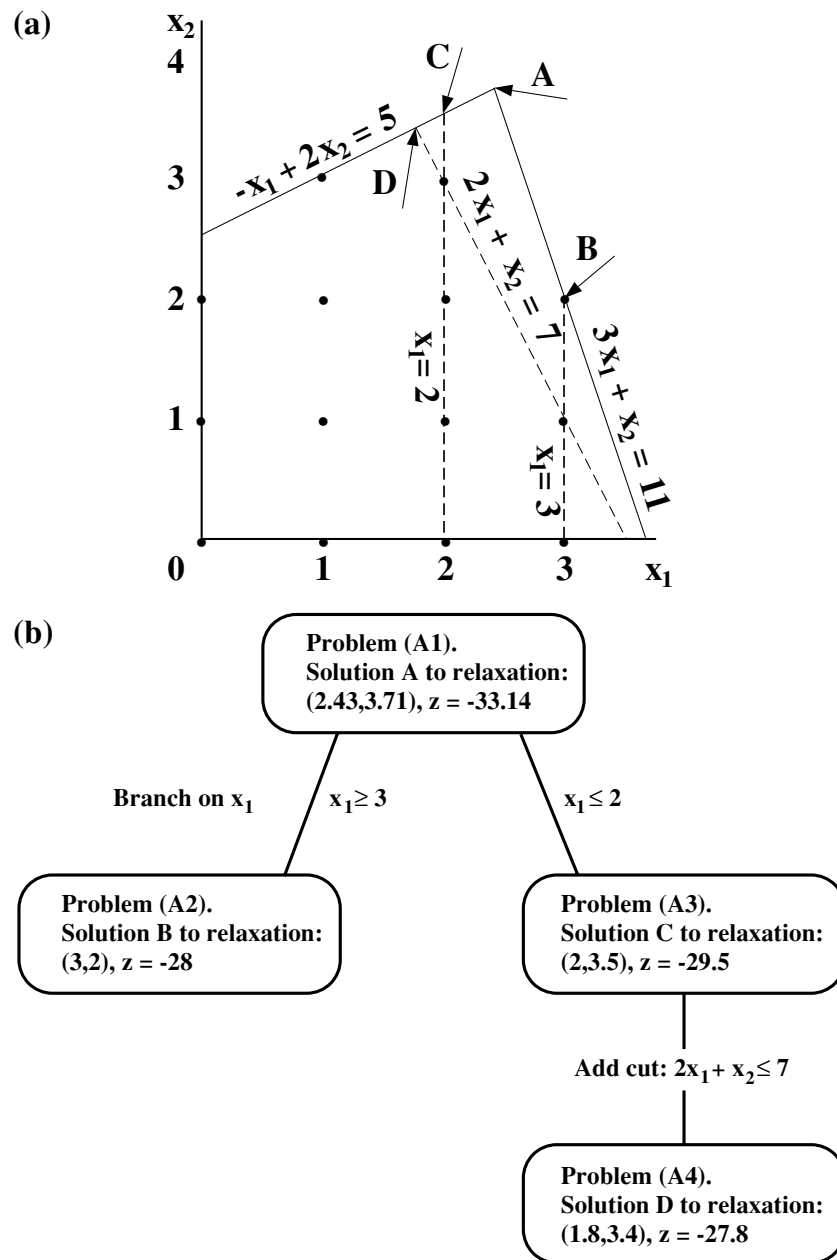 (a)
x2
4
C
A
-x1 + 2x2 = 5
3
D
2x1 + x2 = 7
B
2
x1 = 2
3x1 + x2 = 11
1
x1 = 3
0
1
2
3
x1
(b)
Problem (A1).
Solution A to relaxation:
(2.43,3.71), z = -33.14
Branch on x1
x1 ≥ 3
x1 ≤ 2
Problem (A2).
Solution B to relaxation:
(3,2), z = -28
Problem (A3).
Solution C to relaxation:
(2,3.5), z = -29.5
Add cut: 2x1 + x2 ≤ 7
Problem (A4).
Solution D to relaxation:
(1.8,3.4), z = -27.8